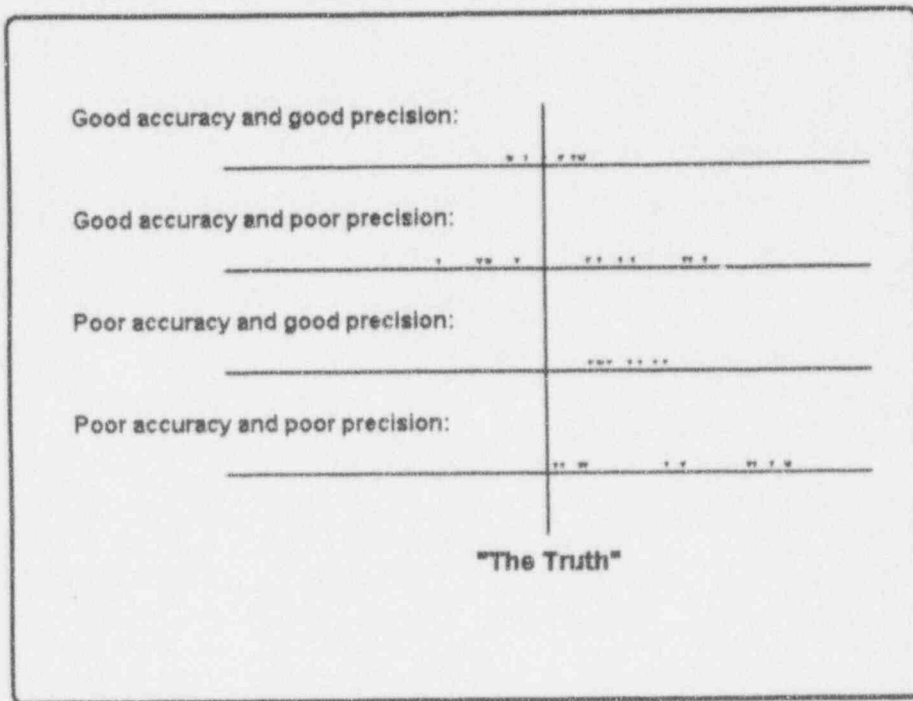 Good accuracy and good precision:
Good accuracy and poor precision:
Poor accuracy and good precision:
Poor accuracy and poor precision:
"The Truth"